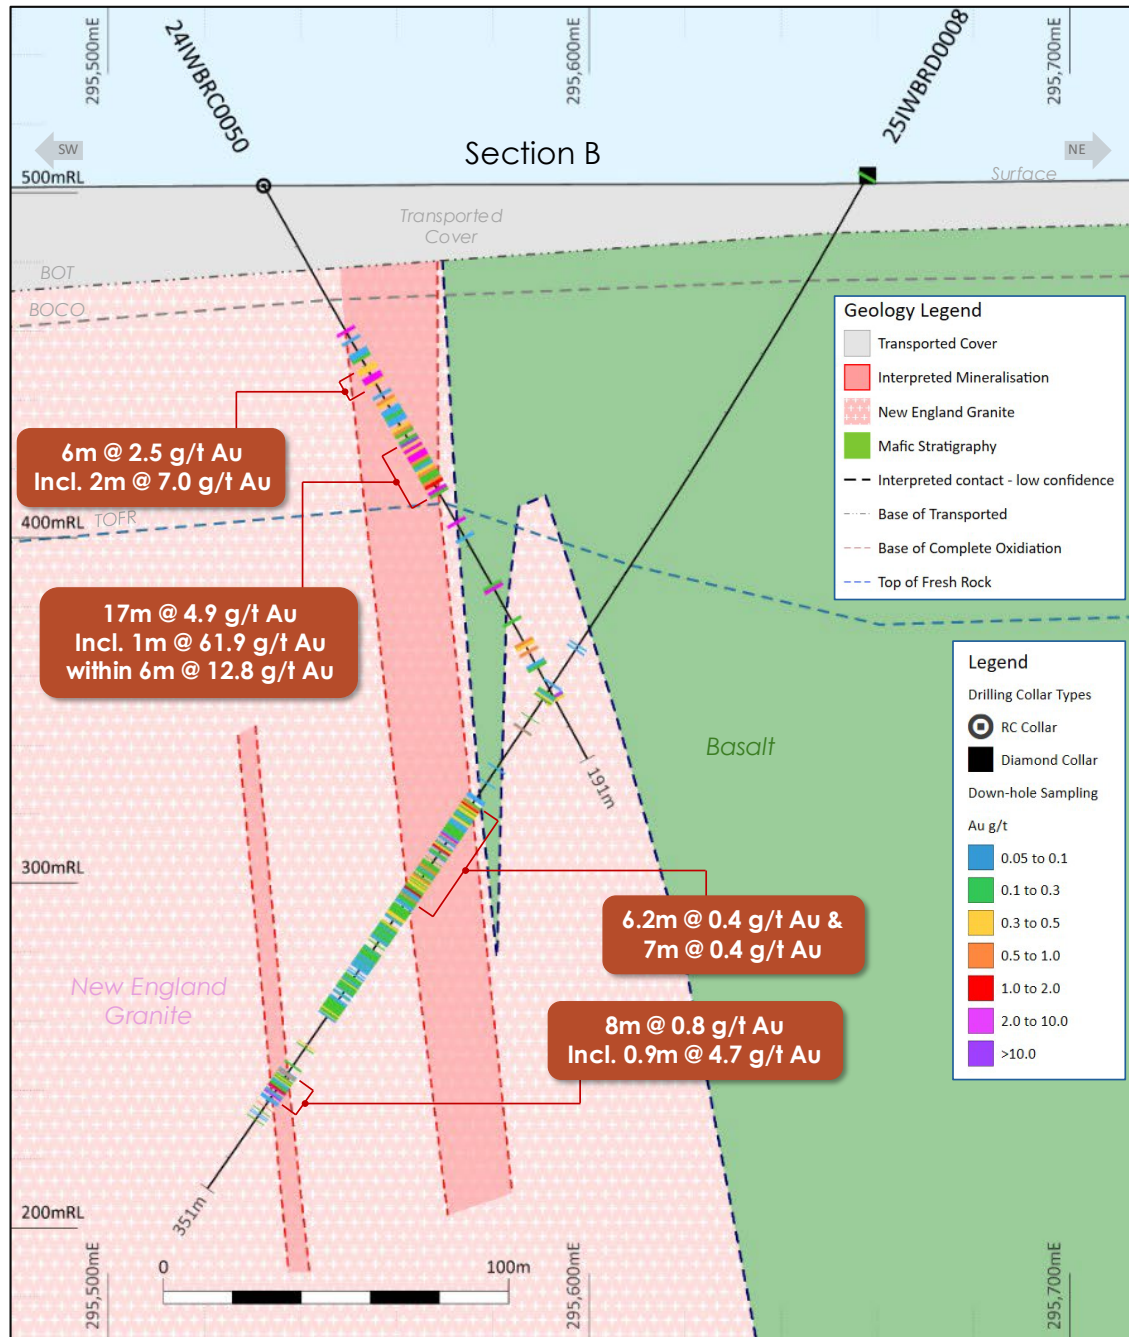 295,500mE
24IWBRC0050
295,600mE
25IWBRD0008
295,700mE
SW
Section B
NE
500mRL
Surface
Transported
Cover
BOT
BOCO
Geology Legend
Transported Cover
Interpreted Mineralisation
New England Granite
Mafic Stratigraphy
Interpreted contact - low confidence
Base of Transported
Base of Complete Oxidiation
Top of Fresh Rock
6m @ 2.5 g/t Au
Incl. 2m @ 7.0 g/t Au
TOFR
400mRL
17m @ 4.9 g/t Au
Incl. 1m @ 61.9 g/t Au
within 6m @ 12.8 g/t Au
Legend
Drilling Collar Types
RC Collar
Diamond Collar
Down-hole Sampling
Au g/t
0.05 to 0.1
0.1 to 0.3
0.3 to 0.5
0.5 to 1.0
1.0 to 2.0
2.0 to 10.0
>10.0
Basalt
191m
300mRL
6.2m @ 0.4 g/t Au &
7m @ 0.4 g/t Au
New England
Granite
8m @ 0.8 g/t Au
Incl. 0.9m @ 4.7 g/t Au
351m
200mRL
0
100m
295,500mE
295,600mE
295,700mE